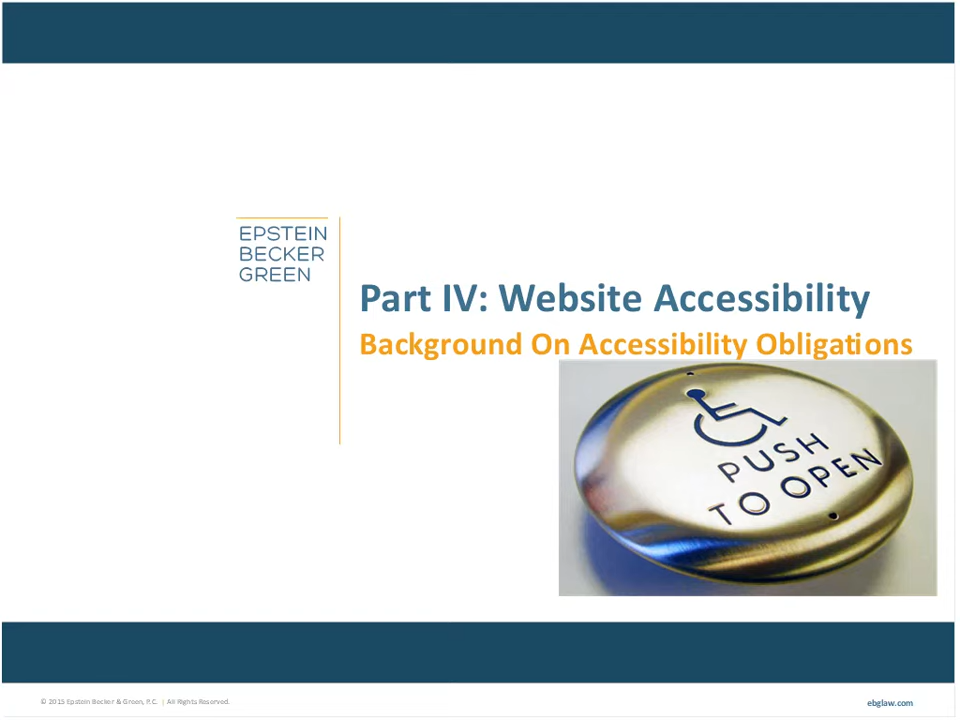 EPSTEIN
BECKER
GREEN
Part IV: Website Accessibility
Background On Accessibility Obligations
PUSH
TO OPEN
© 2015 Epstein Becker & Green, P.C. | All Rights Reserved.
ebglaw.com